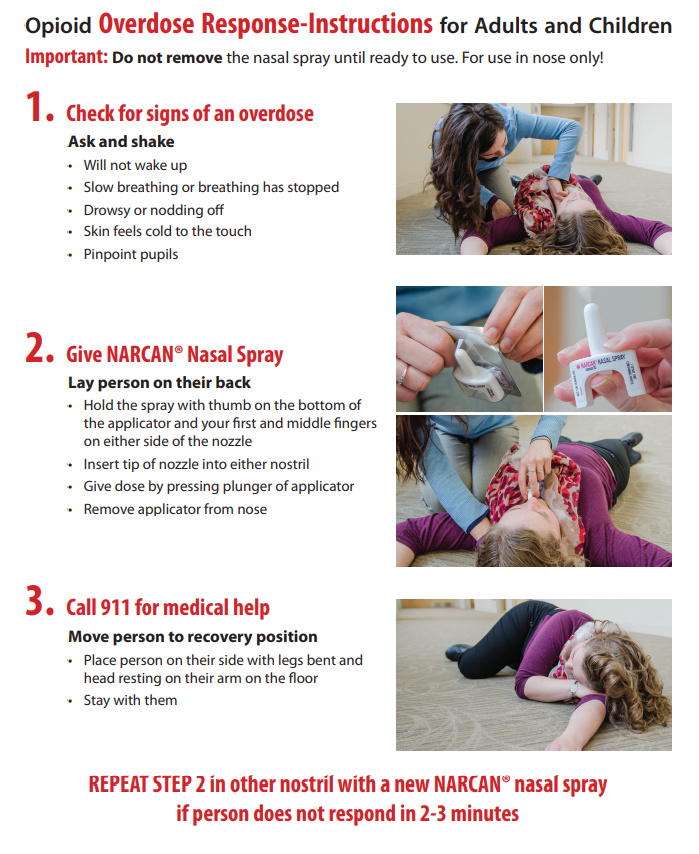 Opioid Overdose Response-Instructions for Adults and Children
Important: Do not remove the nasal spray until ready to use. For use in nose only!
1. Check for signs of an overdose
Ask and shake
• Will not wake up
• Slow breathing or breathing has stopped
• Drowsy or nodding off
• Skin feels cold to the touch
• Pinpoint pupils
2. Give NARCAN® Nasal Spray
Lay person on their back
• Hold the spray with thumb on the bottom of
the applicator and your first and middle fingers
on either side of the nozzle
• Insert tip of nozzle into either nostril
• Give dose by pressing plunger of applicator
• Remove applicator from nose
NARCAN NASAL SPRAY
3. Call 911 for medical help
Move person to recovery position
• Place person on their side with legs bent and
head resting on their arm on the floor
• Stay with them
REPEAT STEP 2 in other nostril with a new NARCAN® nasal spray
if person does not respond in 2-3 minutes